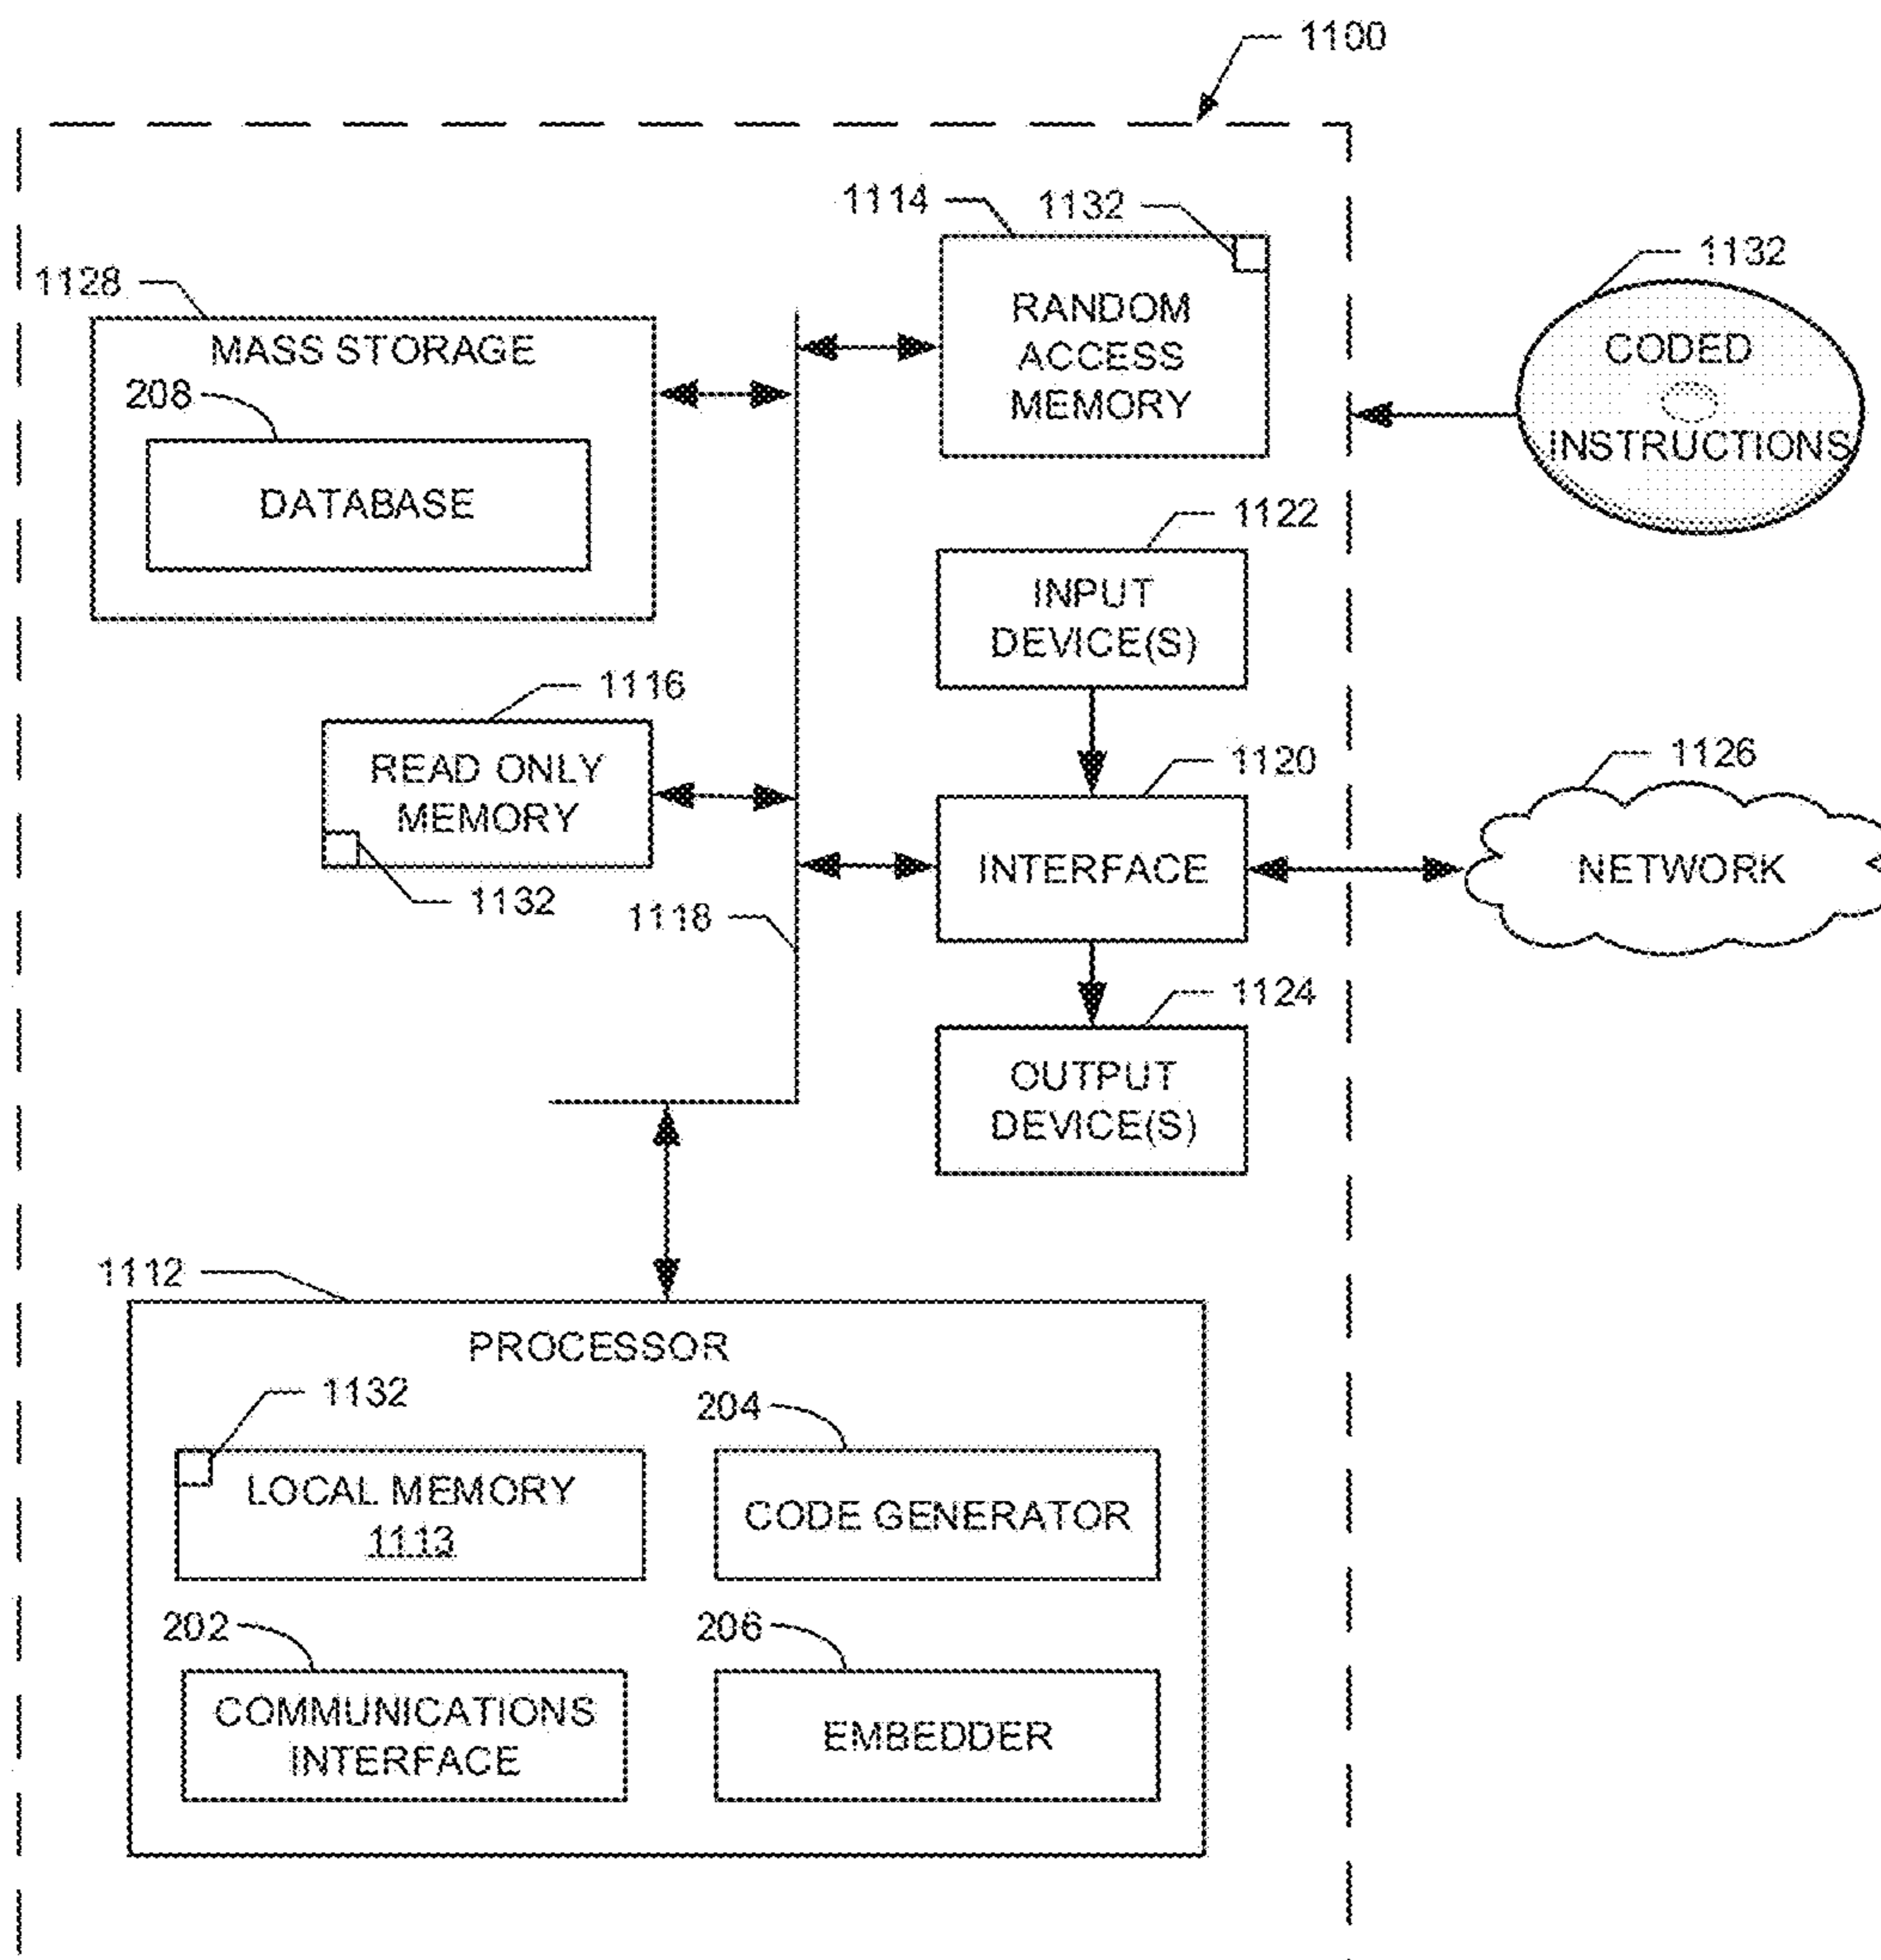 1100
1114
1132
1128
MASS STORAGE
208
DATABASE
RANDOM
ACCESS
MEMORY
1132
CODED
INSTRUCTIONS
1122
INPUT
DEVICE(S)
1116
READ ONLY
MEMORY
1132
1118
1120
INTERFACE
1126
NETWORK
1124
OUTPUT
DEVICE(S)
1112
PROCESSOR
1132
LOCAL MEMORY
1113
204
CODE GENERATOR
202
COMMUNICATIONS
INTERFACE
206
EMBEDDER